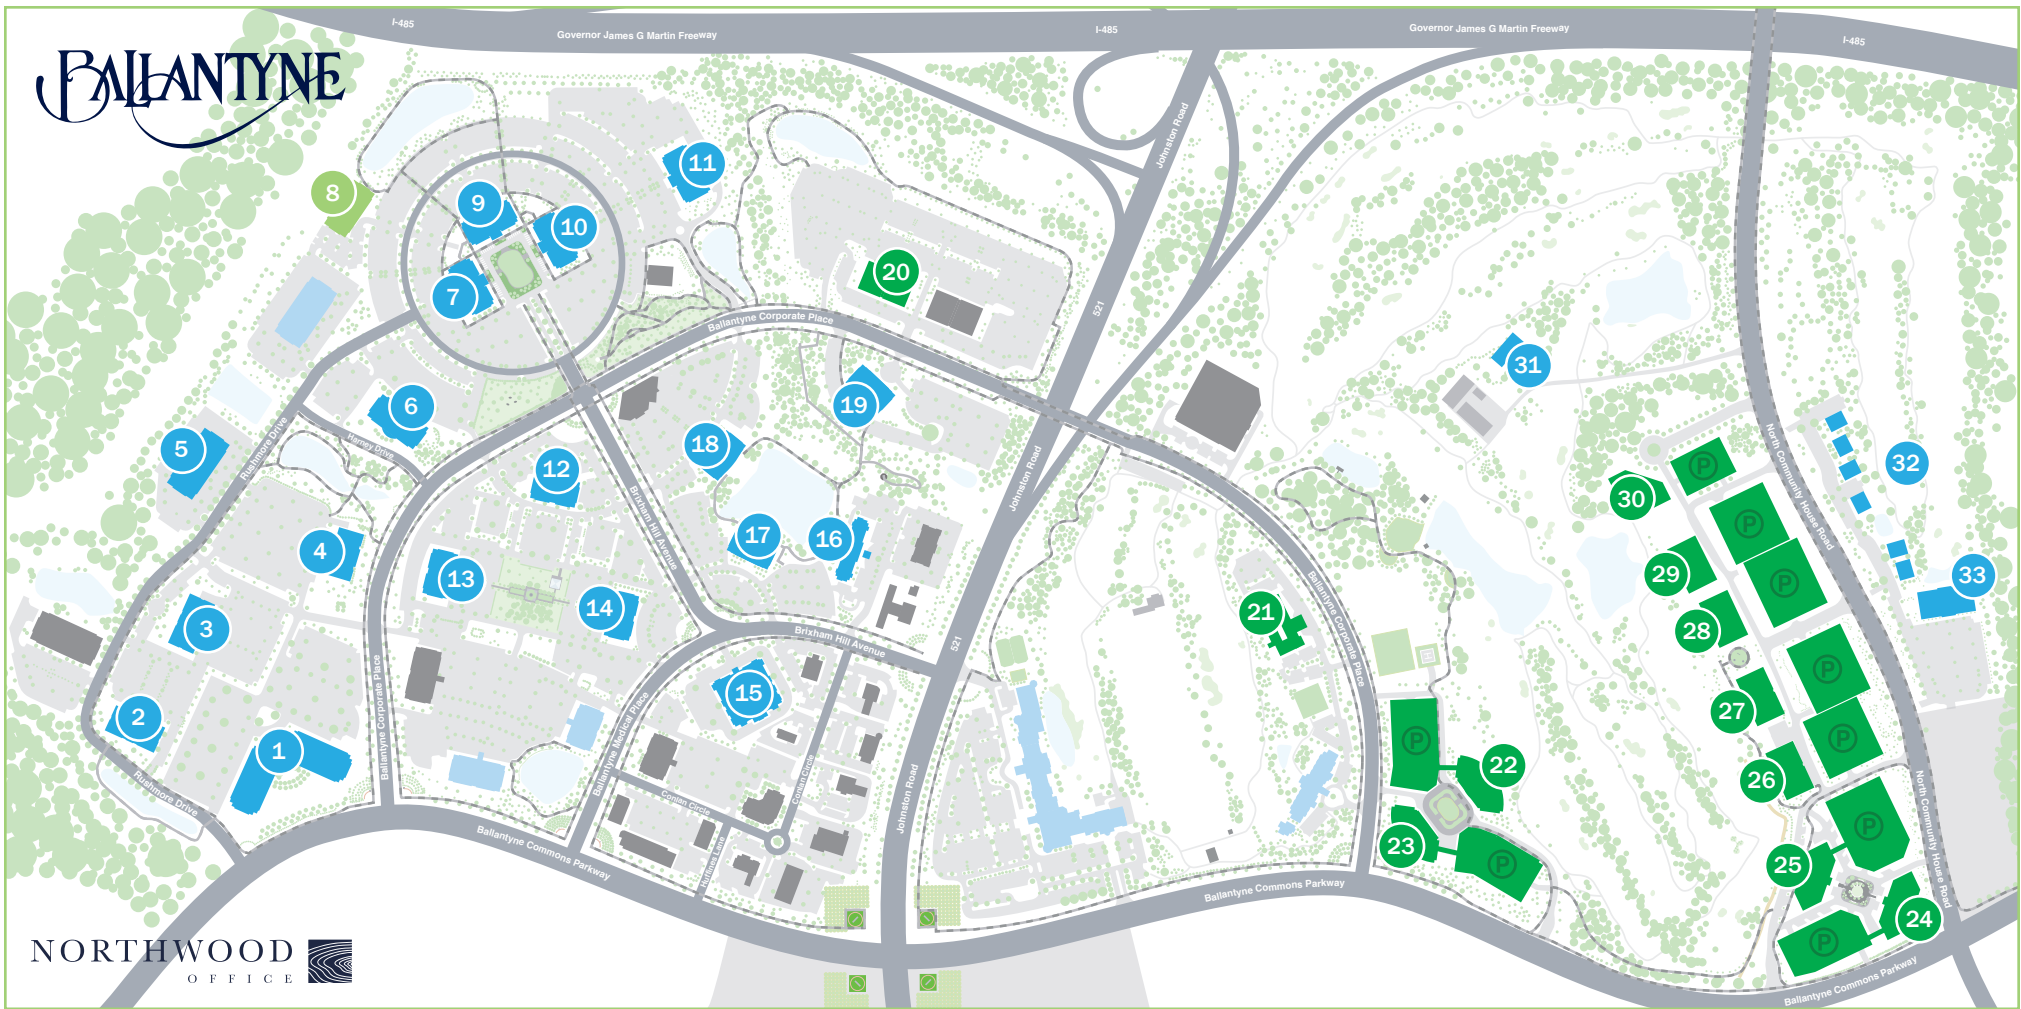 I-485
Governor James G Martin Freeway
I-485
Governor James G Martin Freeway
I-485
BALLANTYNE
Johnston Road
11
8
9
10
7
20
521
Ballantyne Corporate Place
31
6
19
Rushmore Drive
Harney Drive
5
18
12
Brixham Hill Avenue
Johnston Road
North Community House Road
32
P
30
P
4
17
16
13
14
3
Ballantyne Corporate Place
21
29
P
33
28
Brixham Hill Avenue
521
15
P
2
1
Ballantyne Corporate Place
Ballantyne Medical Place
27
P
P
22
26
Rushmore Drive
Conlan Circle
Conlan Circle
Johnston Road
North Community House Road
P
23
P
25
Ballantyne Commons Parkway
Huffines Lane
Ballantyne Commons Parkway
24
P
NORTHWOOD
OFFICE
Ballantyne Commons Parkway